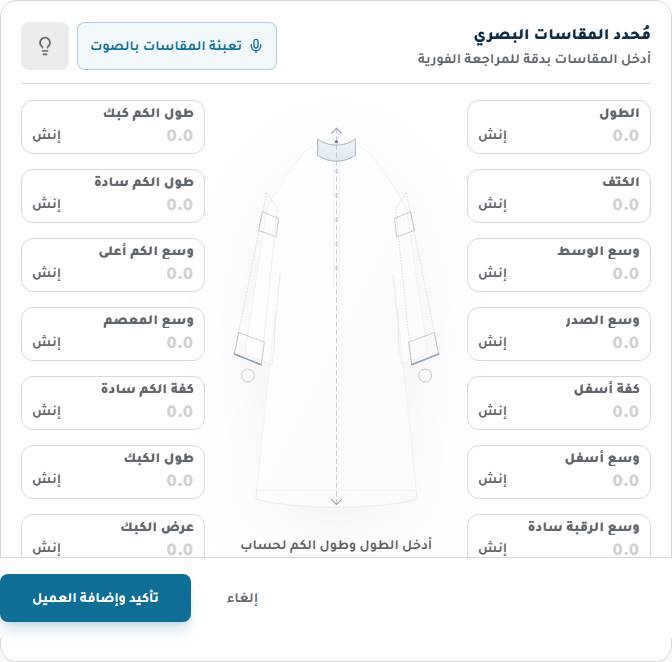 مُحدد المقاسات البصري
أدخل المقاسات بدقة للمراجعة الفورية
تعبئة المقاسات بالصوت
الطول
0.0 إنش
الكتف
0.0 إنش
وسع الوسط
0.0 إنش
وسع الصدر
0.0 إنش
كفة أسفل
0.0 إنش
وسع أسفل
0.0 إنش
وسع الرقبة سادة
0.0 إنش
أدخل الطول وطول الكم لحساب
طول الكم كبك
0.0 إنش
طول الكم سادة
0.0 إنش
وسع الكم أعلى
0.0 إنش
وسع المعصم
0.0 إنش
كفة الكم سادة
0.0 إنش
طول الكبك
0.0 إنش
عرض الكبك
0.0 إنش
إلغاء
تأكيد وإضافة العميل